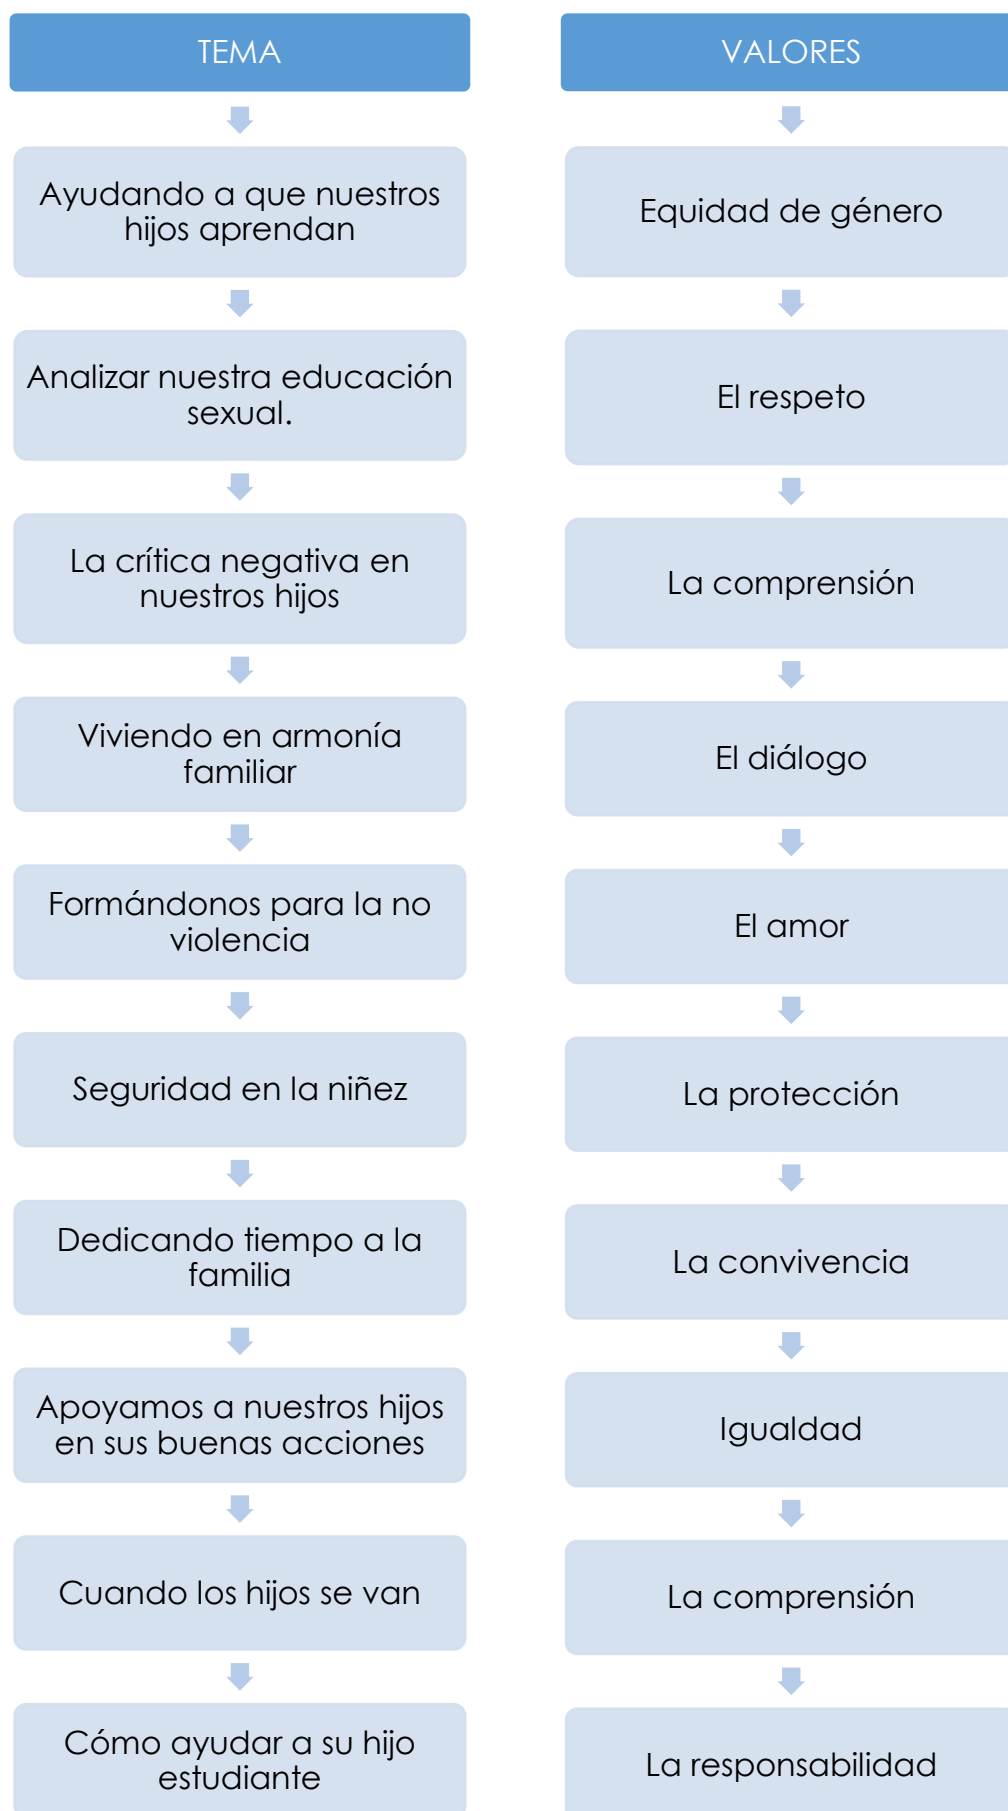 TEMA
Ayudando a que nuestros
hijos aprendan
Analizar nuestra educación
sexual.
La crítica negativa en
nuestros hijos
Viviendo en armonía
familiar
Formándonos para la no
violencia
Seguridad en la niñez
Dedicando tiempo a la
familia
Apoyamos a nuestros hijos
en sus buenas acciones
Cuando los hijos se van
Cómo ayudar a su hijo
estudiante
VALORES
Equidad de género
El respeto
La comprensión
El diálogo
El amor
La protección
La convivencia
Igualdad
La comprensión
La responsabilidad